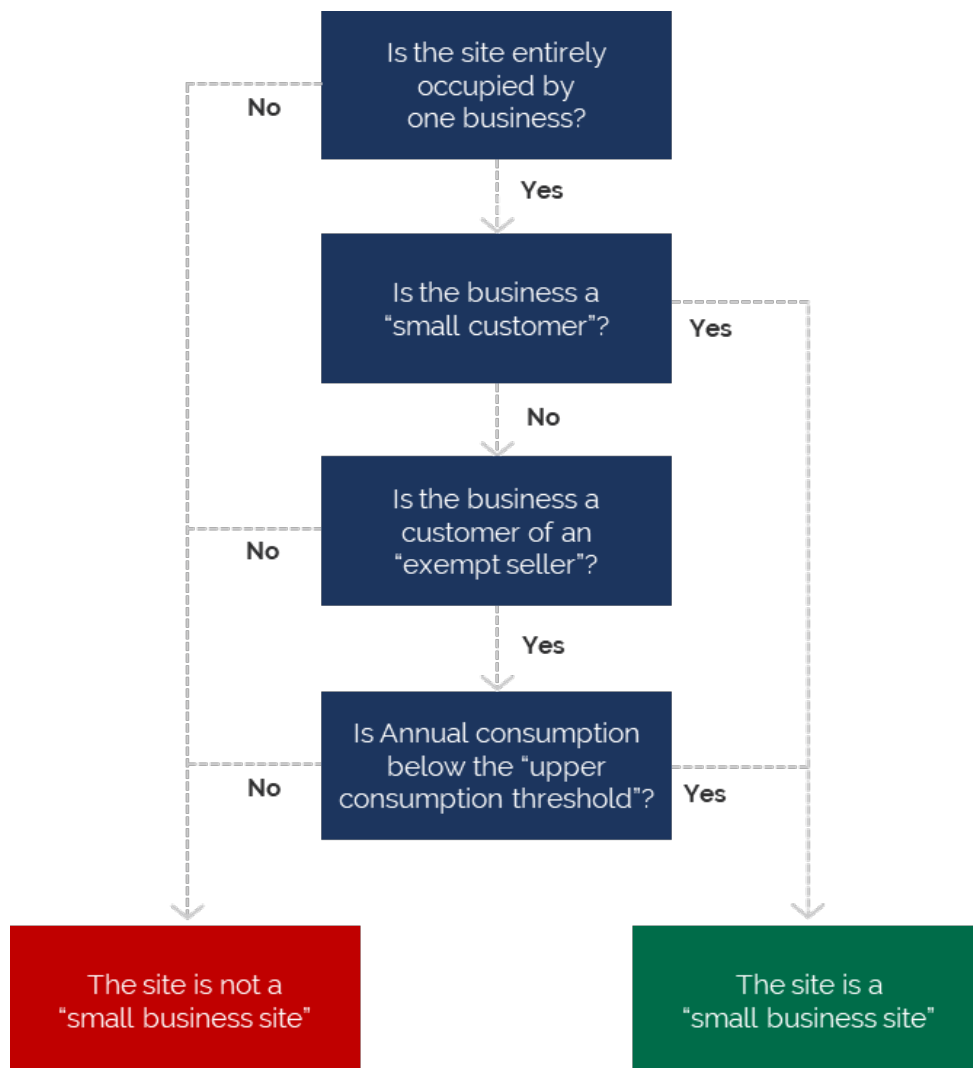 Is the site entirely
occupied by
one business?
No
Yes
Is the business a
“small customer”?
Yes
No
Is the business a
customer of an
“exempt seller”?
No
Yes
Is Annual consumption
below the “upper
consumption threshold”?
No
Yes
The site is not a
“small business site”
The site is a
“small business site”